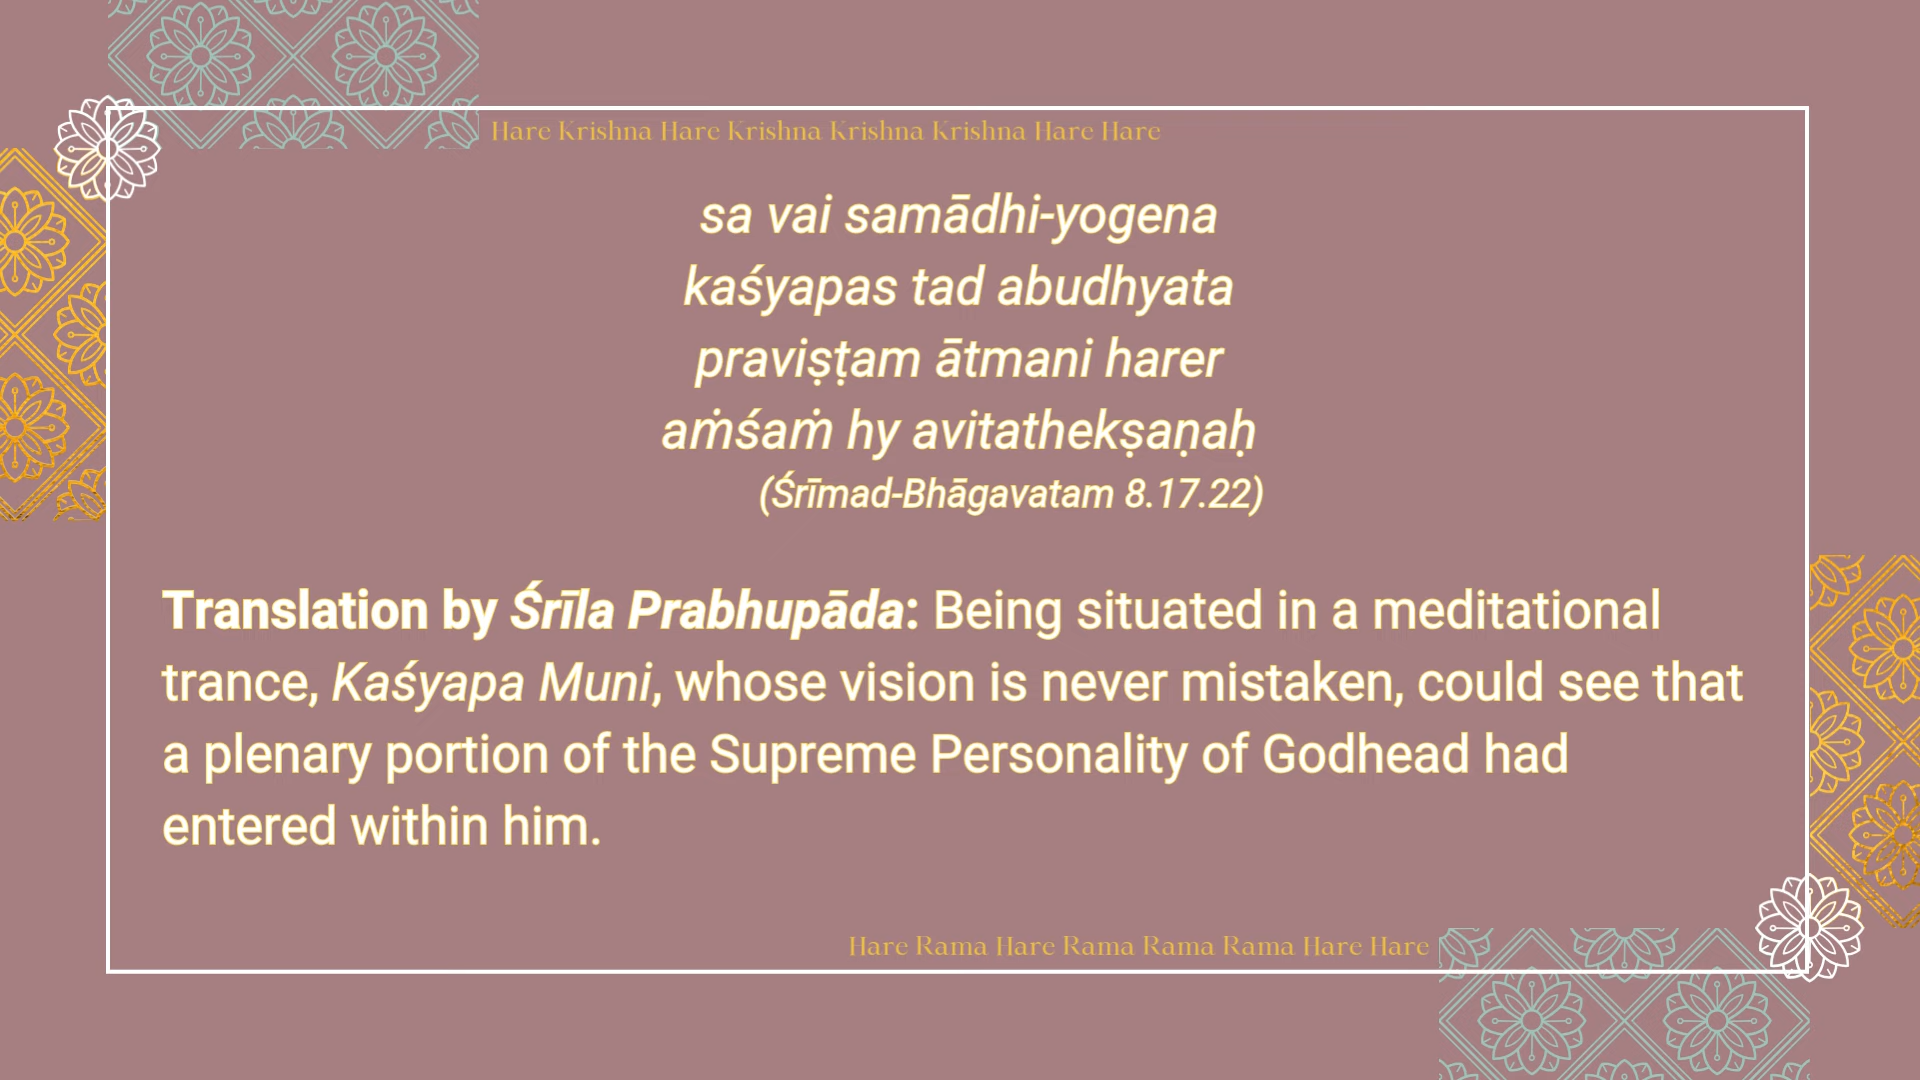 Hare Krishna Hare Krishna Krishna Krishna Hare Hare
sa vai samādhi-yogena
kaśyapas tad abudhyata
praviṣṭam ātmani harer
aṁśaṁ hy avitathekṣaṇaḥ
(Śrīmad-Bhāgavatam 8.17.22)
Translation by Śrīla Prabhupāda: Being situated in a meditational
trance, Kaśyapa Muni, whose vision is never mistaken, could see that
a plenary portion of the Supreme Personality of Godhead had
entered within him.
Hare Rama Hare Rama Rama Rama Hare Hare